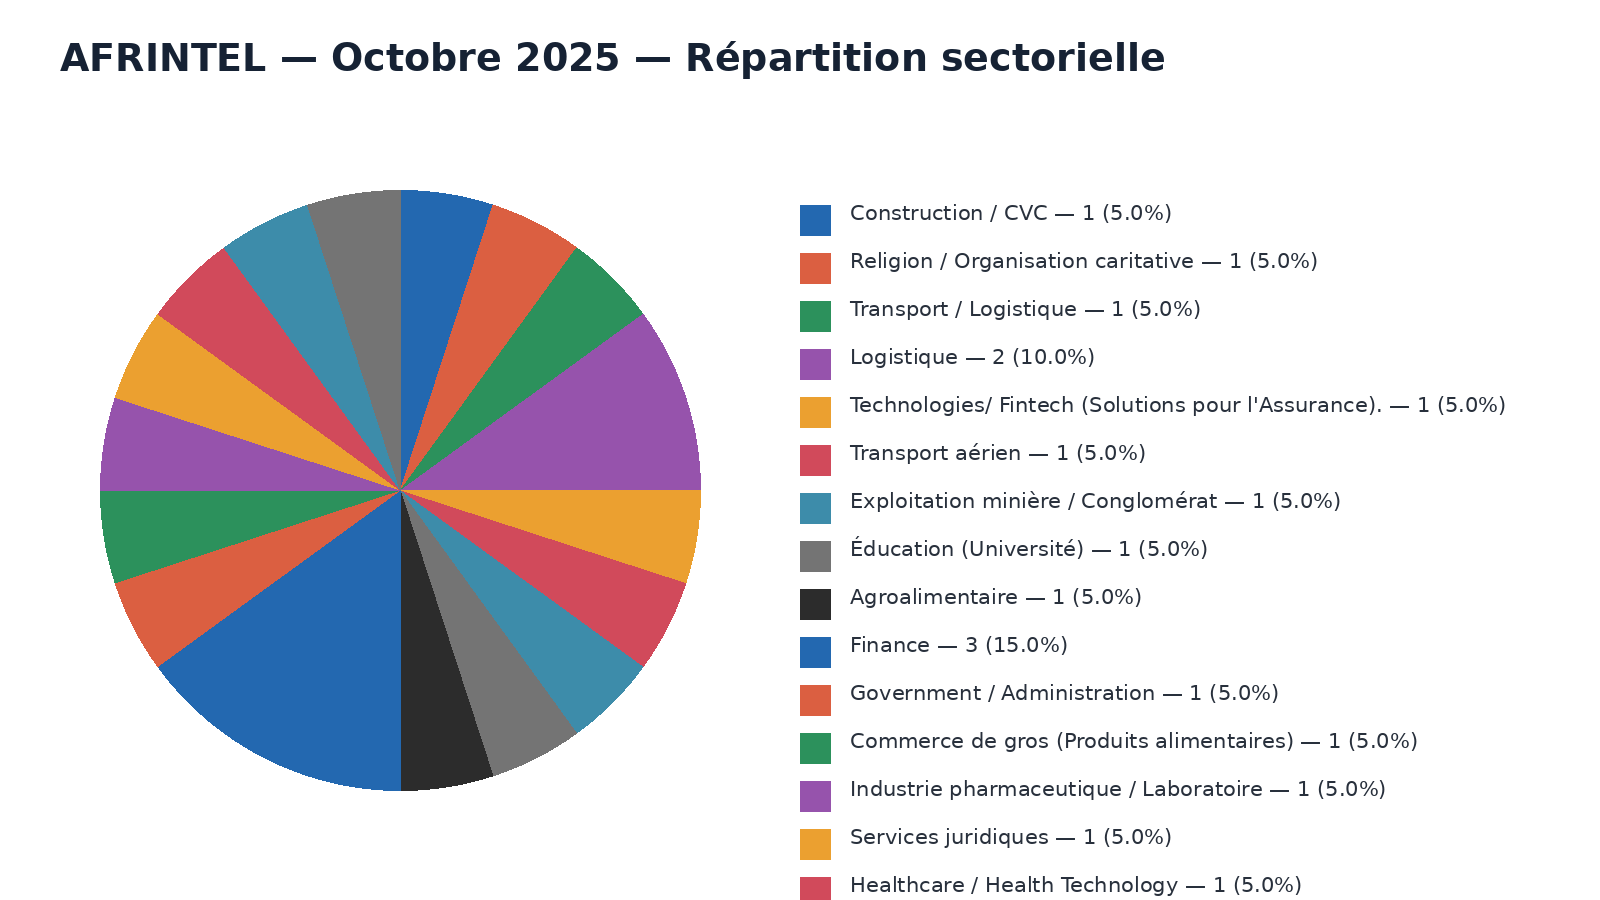 AFRINTEL — Octobre 2025 — Répartition sectorielle
Construction / CVC — 1 (5.0%)
Religion / Organisation caritative — 1 (5.0%)
Transport / Logistique — 1 (5.0%)
Logistique — 2 (10.0%)
Technologies/ Fintech (Solutions pour l'Assurance). — 1 (5.0%)
Transport aérien — 1 (5.0%)
Exploitation minière / Conglomérat — 1 (5.0%)
Éducation (Université) — 1 (5.0%)
Agroalimentaire — 1 (5.0%)
Finance — 3 (15.0%)
Government / Administration — 1 (5.0%)
Commerce de gros (Produits alimentaires) — 1 (5.0%)
Industrie pharmaceutique / Laboratoire — 1 (5.0%)
Services juridiques — 1 (5.0%)
Healthcare / Health Technology — 1 (5.0%)